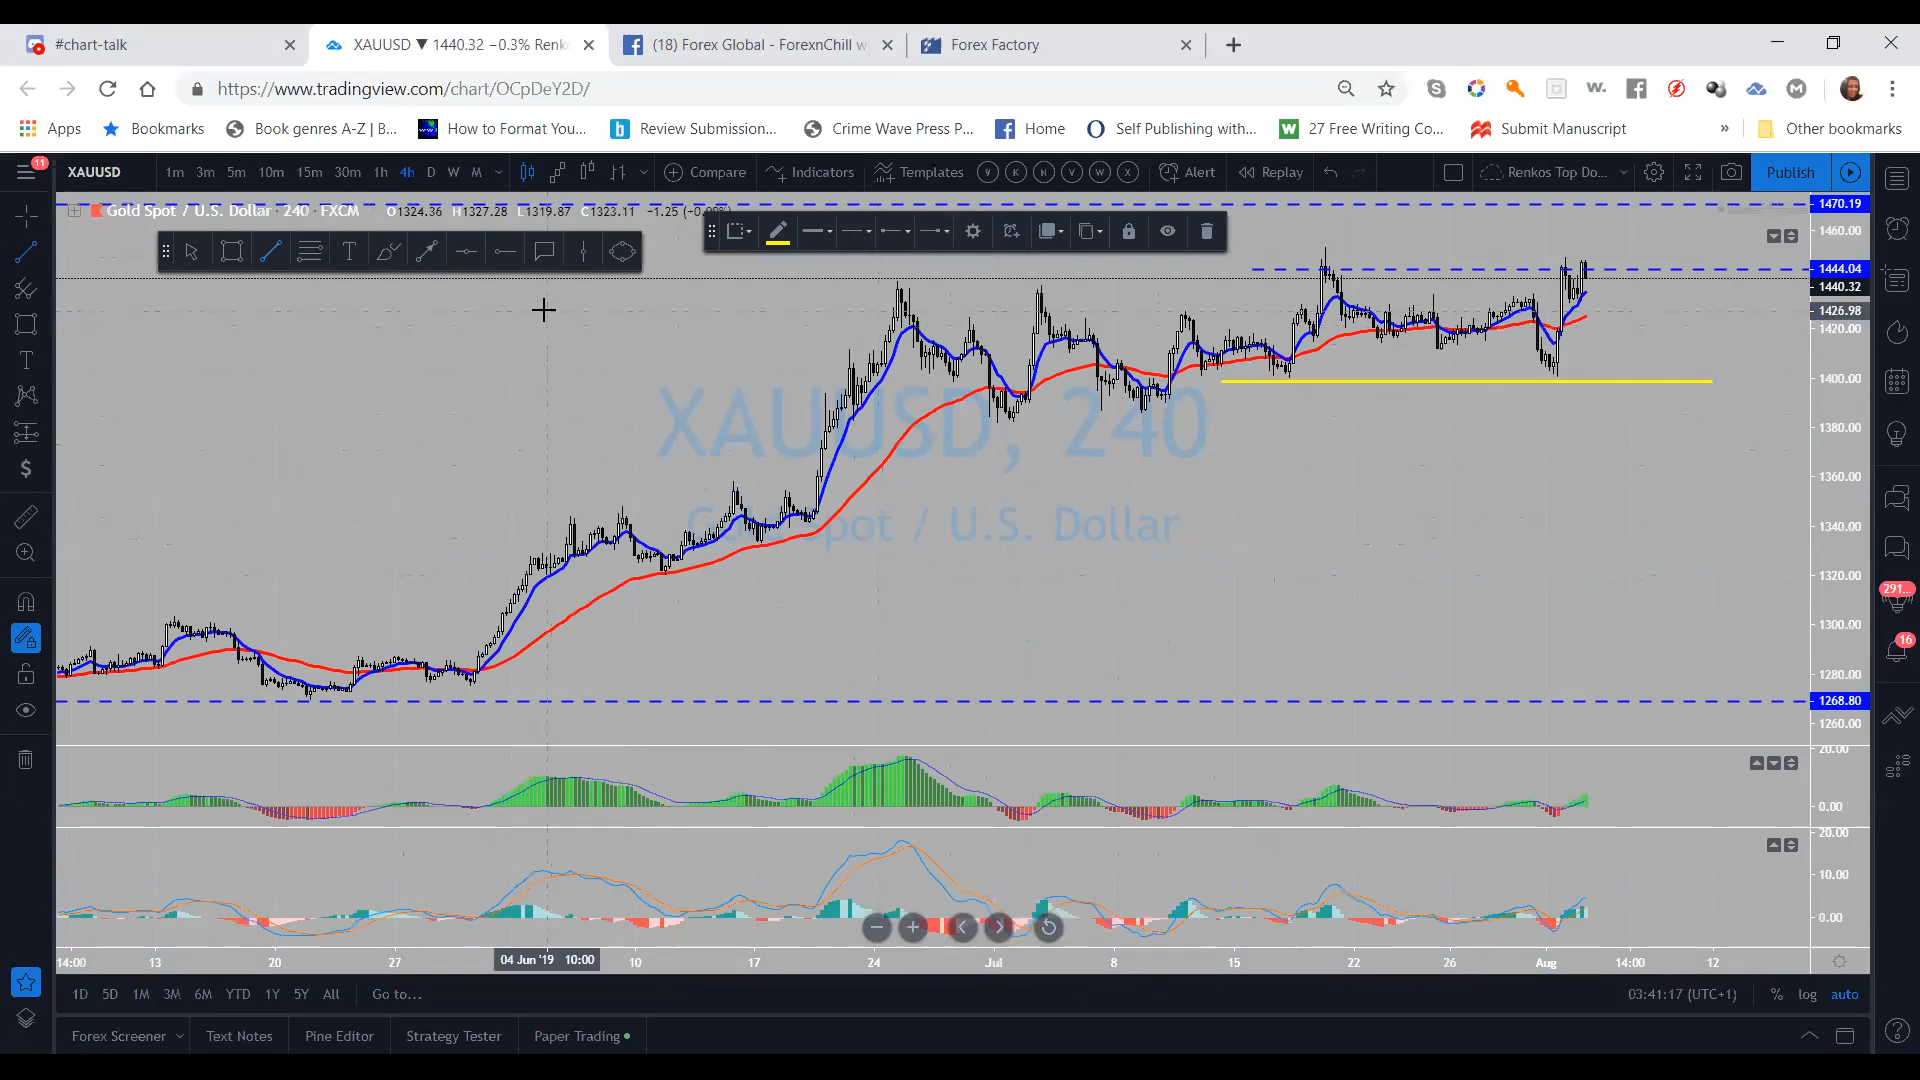 #chart-talk
XAUUSD ▼ 1440.32 −0.3% Renk
(18) Forex Global - ForexnChill w
Forex Factory
https://www.tradingview.com/chart/OCpDeY2D/
Apps
Bookmarks
Book genres A-Z | B...
How to Format You...
Review Submission...
Crime Wave Press P...
Home
Self Publishing with...
27 Free Writing Co...
Submit Manuscript
»
Other bookmarks
11
XAUUSD
1m 3m 5m 10m 15m 30m 1h 4h D W M
Compare
Indicators
Templates
9 K N V W X
Alert
Replay
Renkos Top Do...
Publish
Gold Spot / U.S. Dollar · 240 · FXCM O1324.36 H1327.28 L1319.87 C1323.11 −1.25
XAUUSD, 240
Gold Spot / U.S. Dollar
1470.19
1460.00
1444.04
1440.32
1426.98
1420.00
1400.00
1380.00
1360.00
1340.00
1320.00
1300.00
1280.00
1268.80
1260.00
20.00
0.00
20.00
10.00
0.00
291...
16
14:00 13 20 27 04 Jun '19 10:00 10 17 24 Jul 8 15 22 26 Aug 14:00 12
1D 5D 1M 3M 6M YTD 1Y 5Y All Go to...
03:41:17 (UTC+1) % log auto
Forex Screener Text Notes Pine Editor Strategy Tester Paper Trading